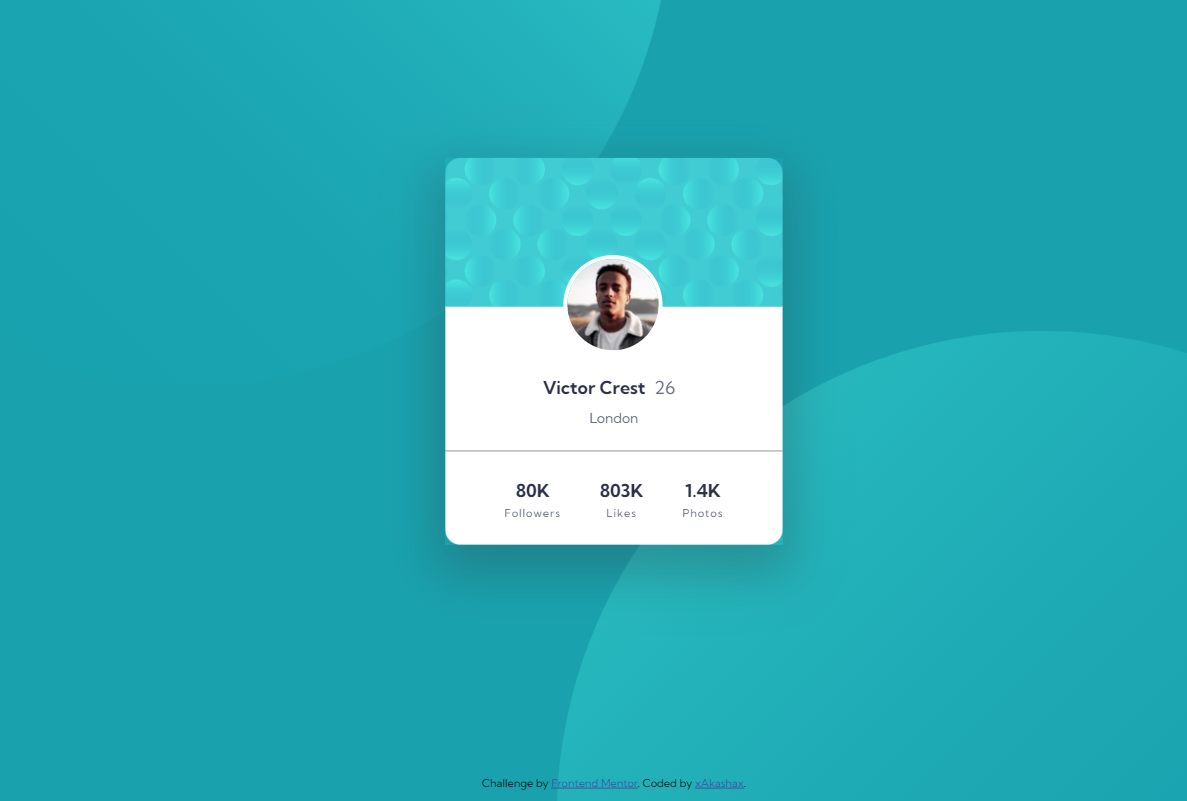 Victor Crest 26
London
80K 803K 1.4K
Followers Likes Photos
Challenge by Frontend Mentor. Coded by xAkashax.